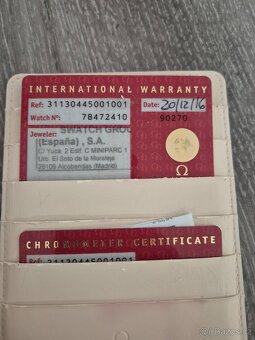 INTERNATIONAL WARRANTY
Ref: 31130445001001 Date: 20/12/16
Watch N°: 78472410 90270
Jeweler: SWATCH GROU
(España), S.A.
C/ Yuca, 2 Edif. C MINIPARC 1
Urb. El Soto de la Moraleja
28109 Alcobendas (Madrid)
Ω
CHRONOMETER CERTIFICATE
Ref: 31130445001001